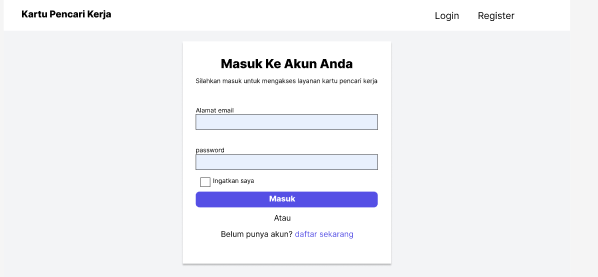 Kartu Pencari Kerja
Login Register
Masuk Ke Akun Anda
Silahkan masuk untuk mengakses layanan kartu pencari kerja
Alamat email
password
Ingatkan saya
Masuk
Atau
Belum punya akun? daftar sekarang